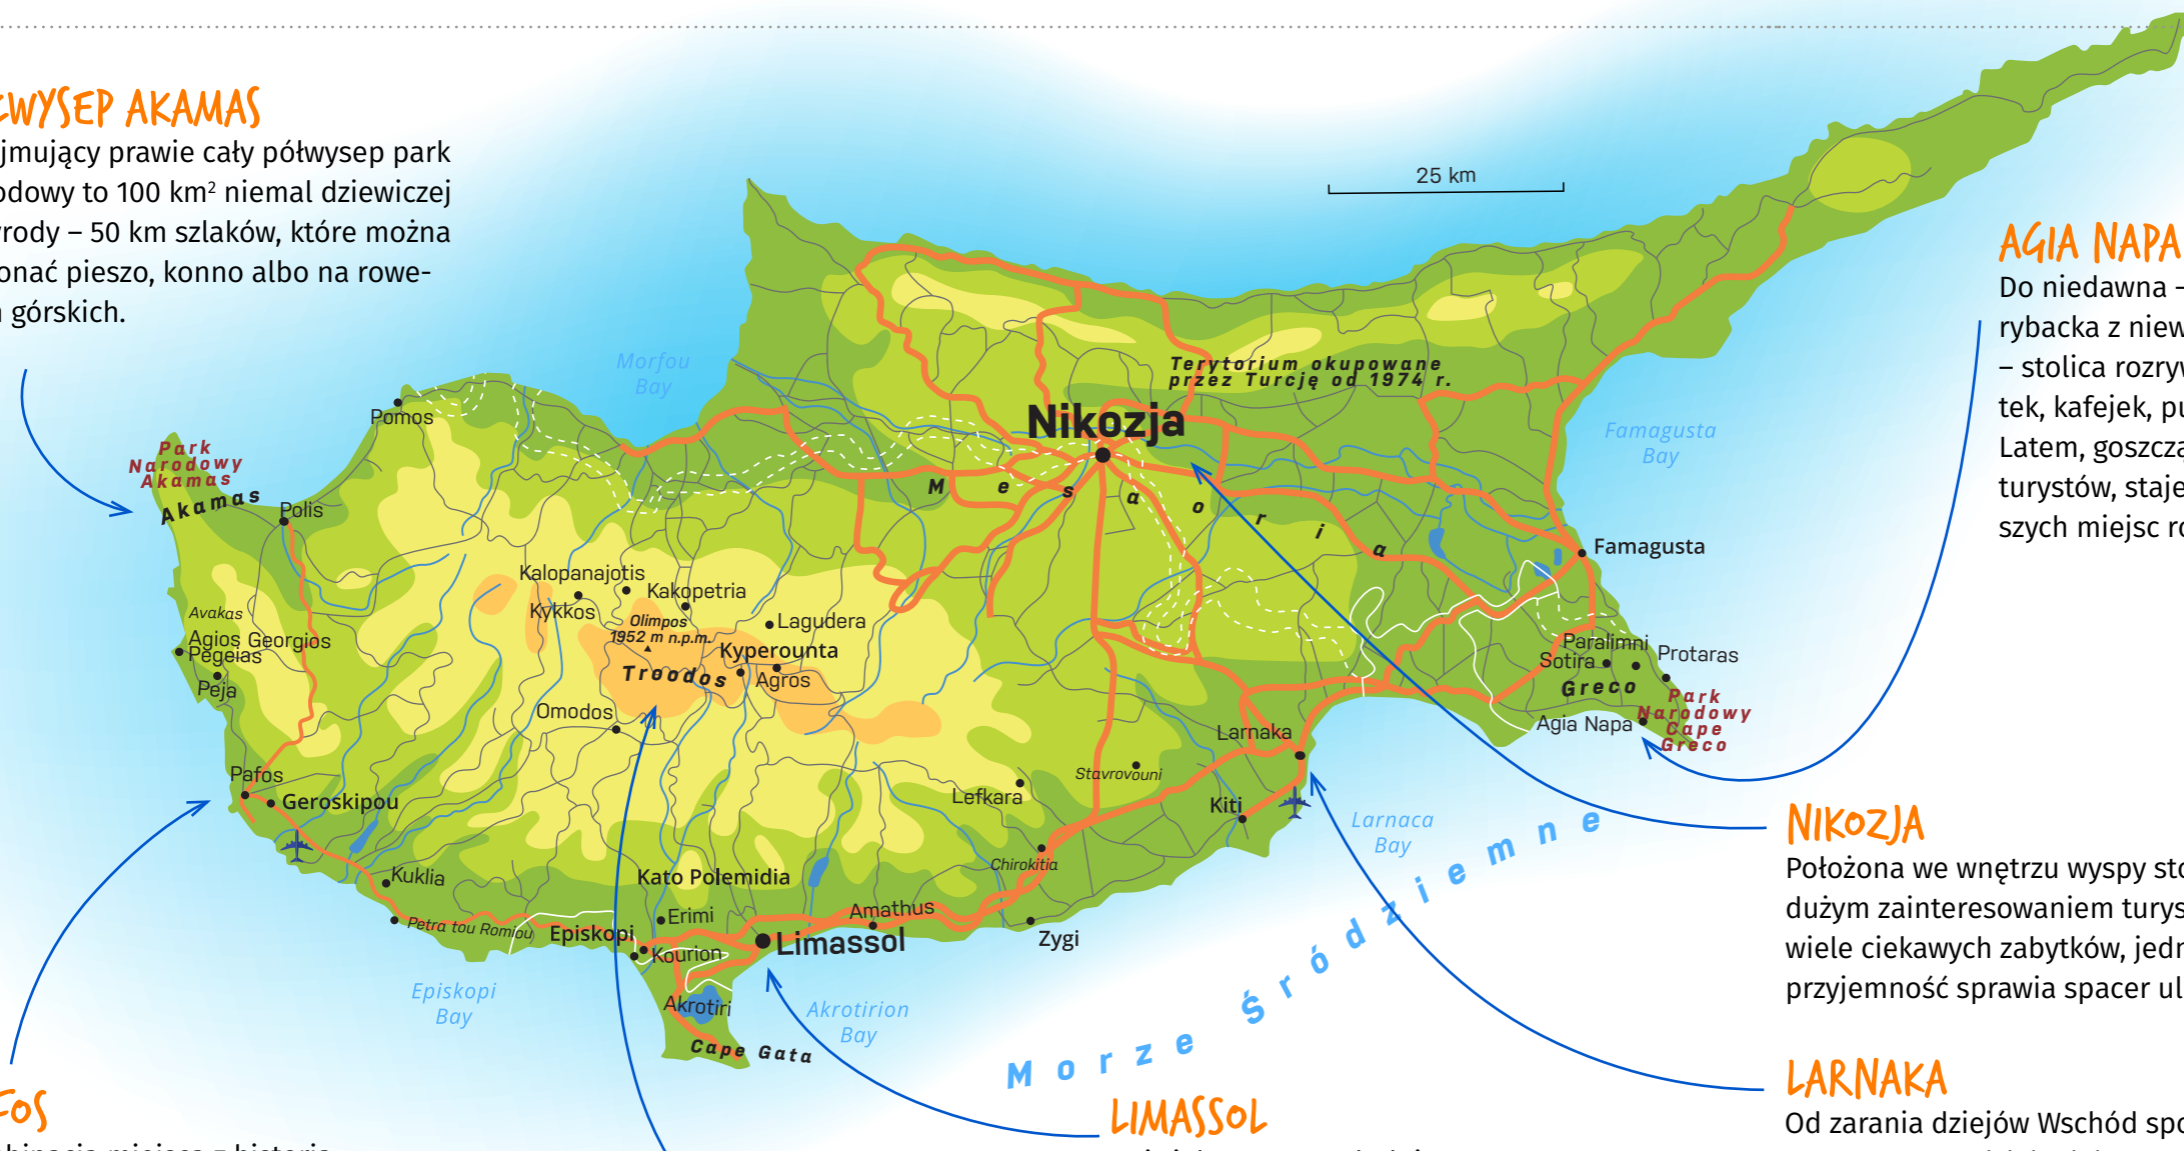 WYSEP AKAMAS
jmujący prawie cały półwysep park
odowy to 100 km² niemal dziewiczej
rody – 50 km szlaków, które można
onać pieszo, konno albo na rowe-
górskich.
25 km
AGIA NAPA
Do niedawna –
rybacka z niew
– stolica rozryw
tek, kafejek, pu
Latem, goszczą
turystów, staje
szych miejsc ro
Morfou
Bay
Terytorium okupowane
przez Turcję od 1974 r.
Nikozja
Famagusta
Bay
Pomos
Park
Narodowy
Akamas
Akamas
Polis
Mesaoria
Famagusta
Kalopanajotis
Kakopetria
Kykkos
Olimpos
1952 m n.p.m.
Lagudera
Avakas
Agios Georgios
Pegeias
Peja
Kyperounta
Troodos
Agros
Omodos
Paralimni
Sotira
Protaras
Greco
Park
Narodowy
Cape
Greco
Agia Napa
Larnaka
Stavrovouni
Pafos
Geroskipou
Lefkara
Kiti
Larnaca
Bay
Chirokitia
Kuklia
Kato Polemidia
Petra tou Romiou
Erimi
Amathus
Episkopi
Kourion
Limassol
Zygi
Episkopi
Bay
Akrotiri
Akrotirion
Bay
Cape Gata
Morze Śródziemne
NIKOZJA
Położona we wnętrzu wyspy sto
dużym zainteresowaniem turys
wiele ciekawych zabytków, jedn
przyjemność sprawia spacer ul
LARNAKA
Od zarania dziejów Wschód spo
FOS
LIMASSOL